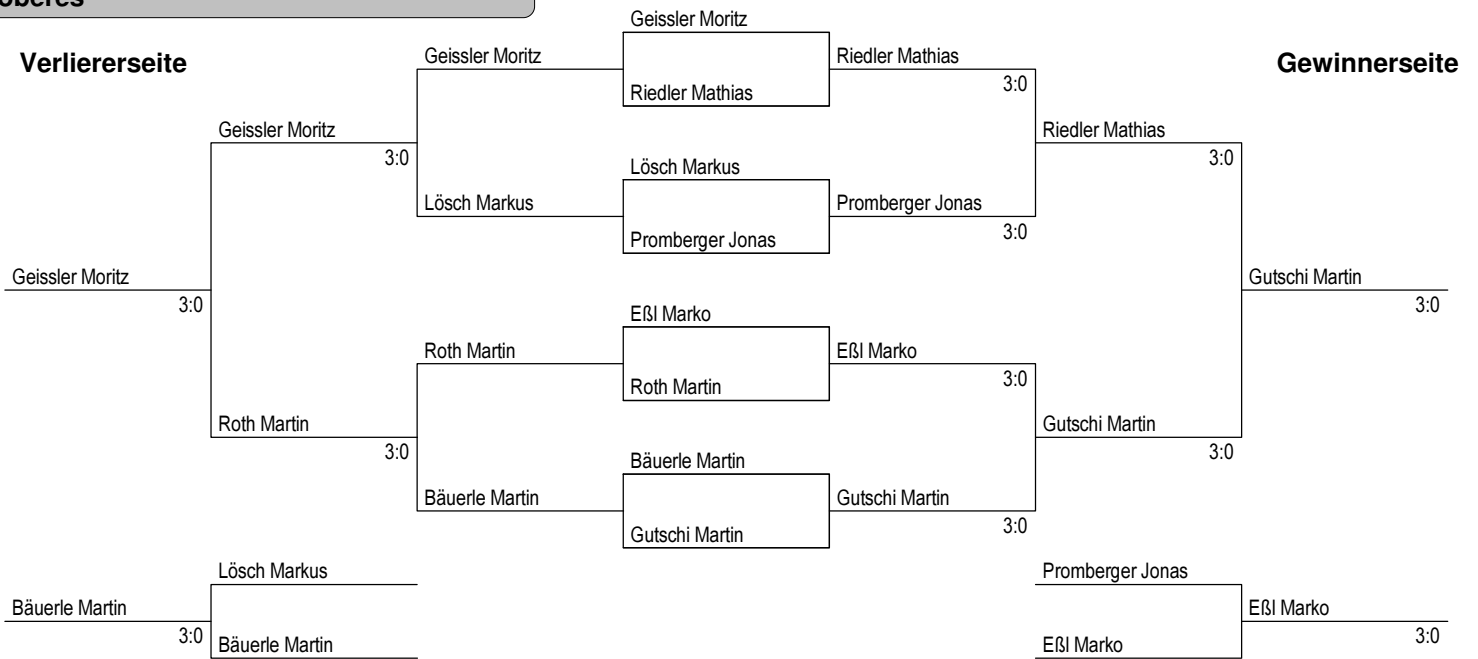 oberes
Verliererseite
Gewinnerseite
Geissler Moritz
Geissler Moritz
Riedler Mathias
3:0
Riedler Mathias
Geissler Moritz
3:0
Riedler Mathias
3:0
Lösch Markus
Lösch Markus
Promberger Jonas
3:0
Promberger Jonas
Geissler Moritz
3:0
Gutschi Martin
3:0
Eßl Marko
Roth Martin
Eßl Marko
3:0
Roth Martin
Roth Martin
3:0
Gutschi Martin
3:0
Bäuerle Martin
Bäuerle Martin
Gutschi Martin
3:0
Gutschi Martin
Lösch Markus
Promberger Jonas
Bäuerle Martin
3:0
Eßl Marko
3:0
Bäuerle Martin
Eßl Marko